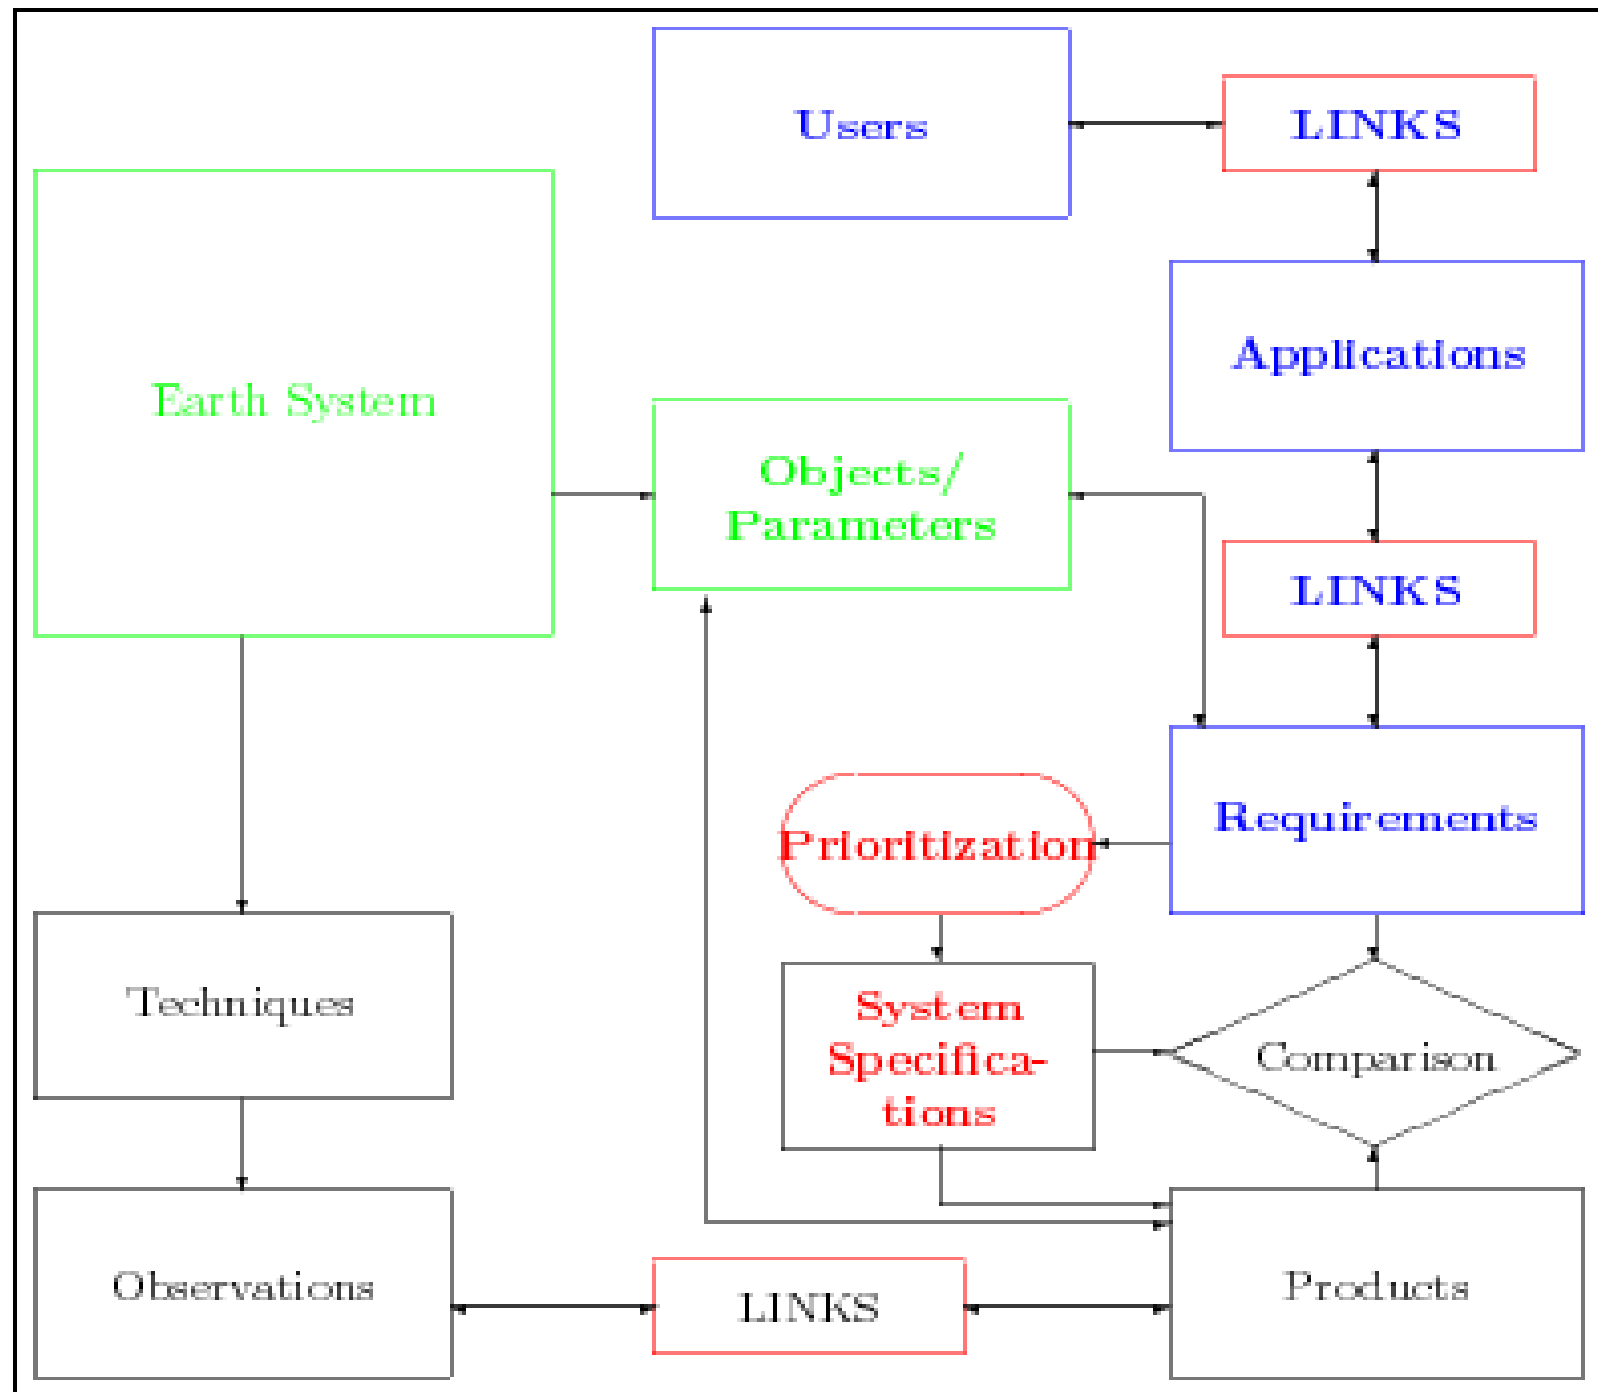 Users
LINKS
Applications
Earth System
Objects/
Parameters
LINKS
Requirements
Prioritization
Techniques
System
Specifica-
tions
Comparison
Observations
LINKS
Products